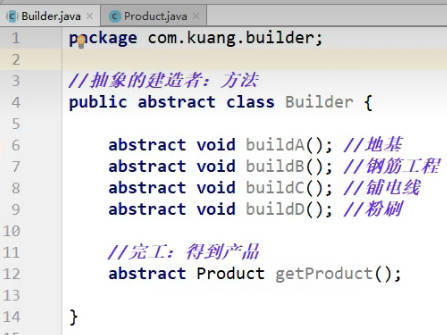 Builder.java × Product.java ×
1 package com.kuang.builder;
2
3 //抽象的建造者：方法
4 public abstract class Builder {
5
6 abstract void buildA(); //地基
7 abstract void buildB(); //钢筋工程
8 abstract void buildC(); //铺电线
9 abstract void buildD(); //粉刷
10
11 //完工：得到产品
12 abstract Product getProduct();
13
14 }